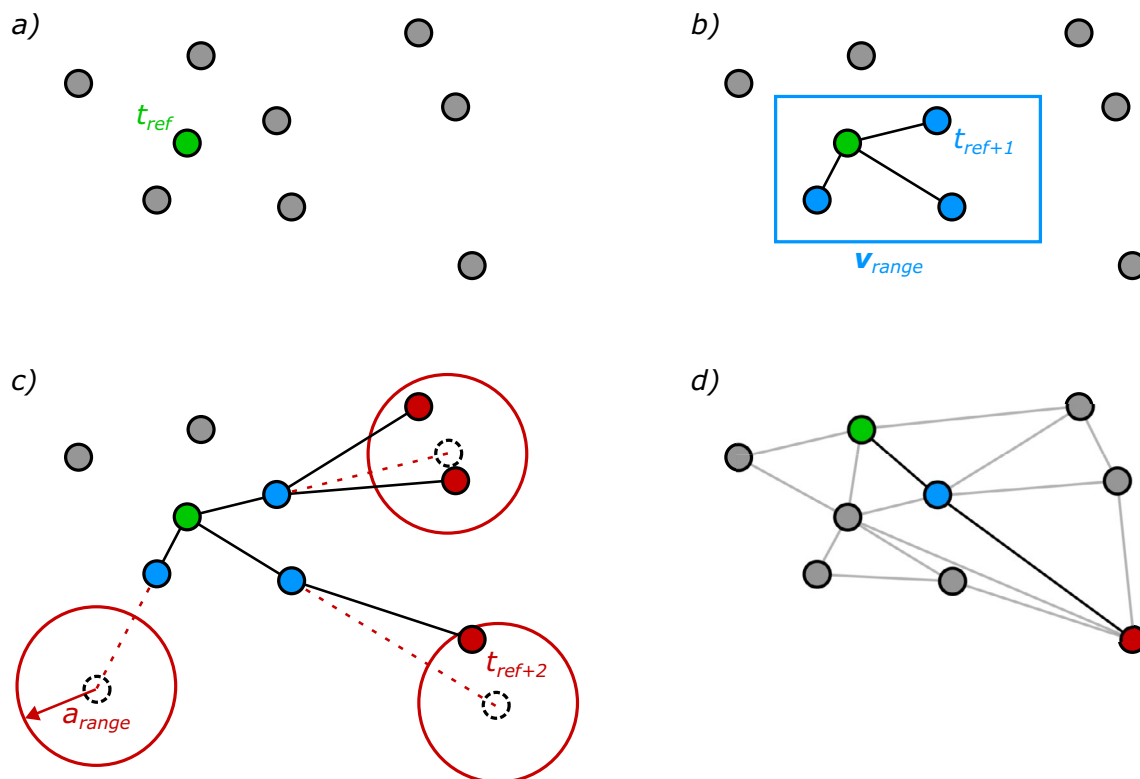 a)
b)
t_ref
t_ref+1
v_range
c)
d)
t_ref+2
a_range